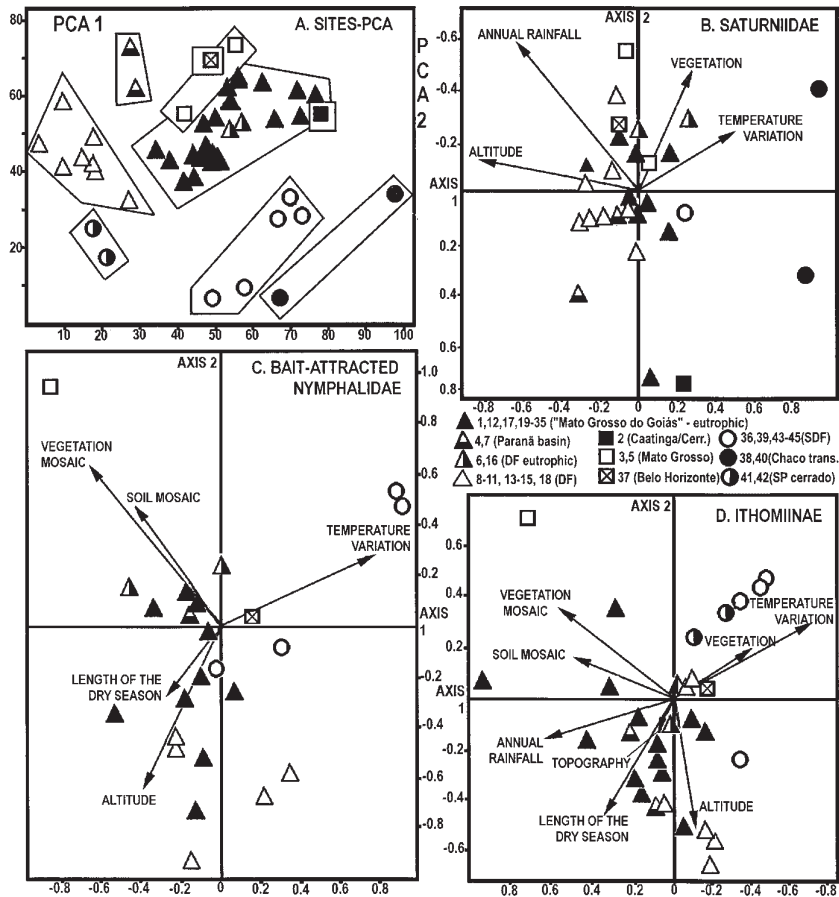 PCA 1
A. SITES-PCA
PCA 2
80
60
40
20
10 20 30 40 50 60 70 80 90 100
AXIS 2
B. SATURNIIDAE
ANNUAL RAINFALL
VEGETATION
TEMPERATURE
VARIATION
ALTITUDE
AXIS
1
-0.6
-0.4
-0.2
0.2
0.4
0.6
0.8
-0.8 -0.6 -0.4 -0.2 0 0.2 0.4 0.6 0.8
1,12,17,19-35 ("Mato Grosso do Goiás" - eutrophic)
4,7 (Paranã basin)
2 (Caatinga/Cerr.)
36,39,43-45(SDF)
6,16 (DF eutrophic)
3,5 (Mato Grosso)
38,40(Chaco trans.)
8-11, 13-15, 18 (DF)
37 (Belo Horizonte)
41,42(SP cerrado)
AXIS 2
C. BAIT-ATTRACTED
NYMPHALIDAE
VEGETATION
MOSAIC
SOIL MOSAIC
TEMPERATURE
VARIATION
AXIS
1
LENGTH OF THE
DRY SEASON
ALTITUDE
1.0
0.8
0.6
0.4
0.2
-0.2
-0.4
-0.6
-0.8
-0.8 -0.6 -0.4 -0.2 0 0.2 0.4 0.6 0.8
AXIS 2
D. ITHOMIINAE
VEGETATION
MOSAIC
SOIL MOSAIC
TEMPERATURE
VARIATION
VEGETATION
AXIS
1
ANNUAL
RAINFALL
TOPOGRAPHY
LENGTH OF THE
DRY SEASON
ALTITUDE
0.6
0.4
0.2
-0.2
-0.4
-0.6
0.8 0.6 0.4 0.2 0 -0.2 -0.4 -0.6 -0.8